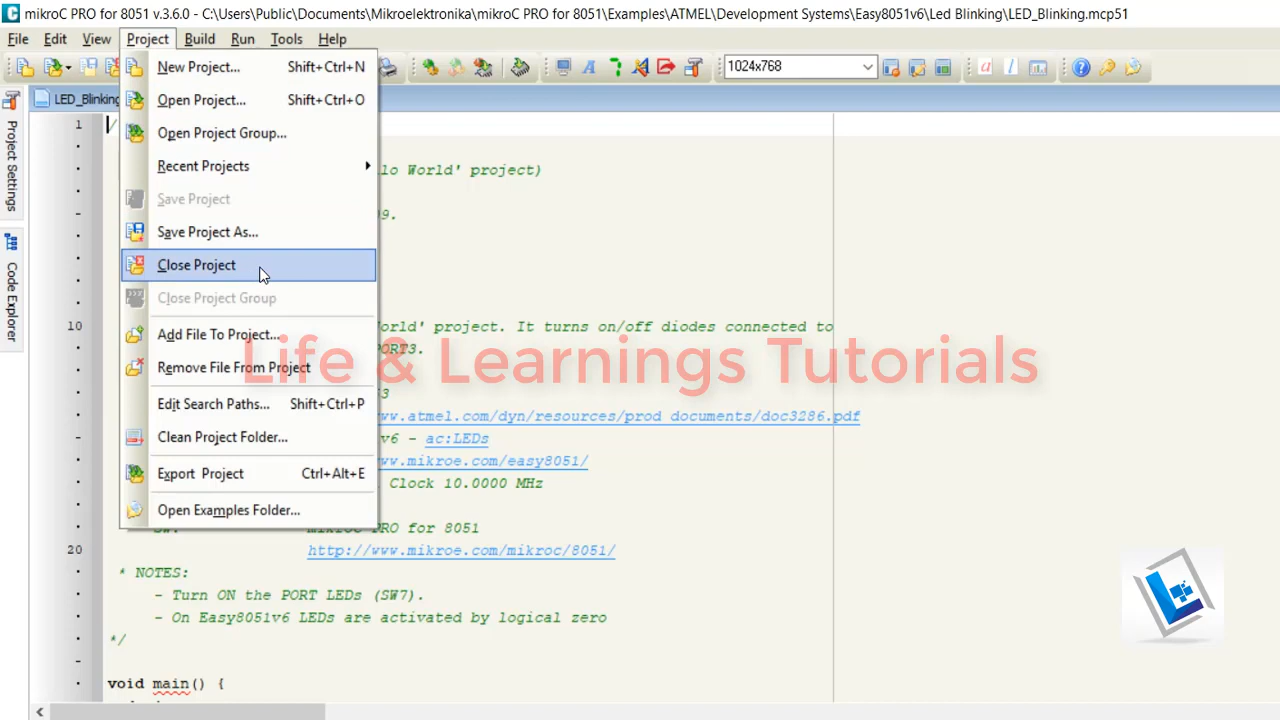 mikroC PRO for 8051 v.3.6.0 - C:\Users\Public\Documents\Mikroelektronika\mikroC PRO for 8051\Examples\ATMEL\Development Systems\Easy8051v6\Led Blinking\LED_Blinking.mcp51
File Edit View Project Build Run Tools Help
1024x768
LED_Blinking
Project Settings
Code Explorer
New Project... Shift+Ctrl+N
Open Project... Shift+Ctrl+O
Open Project Group...
Recent Projects
Save Project
Save Project As...
Close Project
Close Project Group
Add File To Project...
Remove File From Project
Edit Search Paths... Shift+Ctrl+P
Clean Project Folder...
Export Project Ctrl+Alt+E
Open Examples Folder...
1 /
lo World' project)
9.
10 orld' project. It turns on/off diodes connected to
PORT3.
3
ww.atmel.com/dyn/resources/prod_documents/doc3286.pdf
v6 - ac:LEDs
ww.mikroe.com/easy8051/
Clock 10.0000 MHz
SW: mikroC PRO for 8051
20 http://www.mikroe.com/mikroc/8051/
* NOTES:
- Turn ON the PORT LEDs (SW7).
- On Easy8051v6 LEDs are activated by logical zero
*/
void main() {
Life & Learnings Tutorials